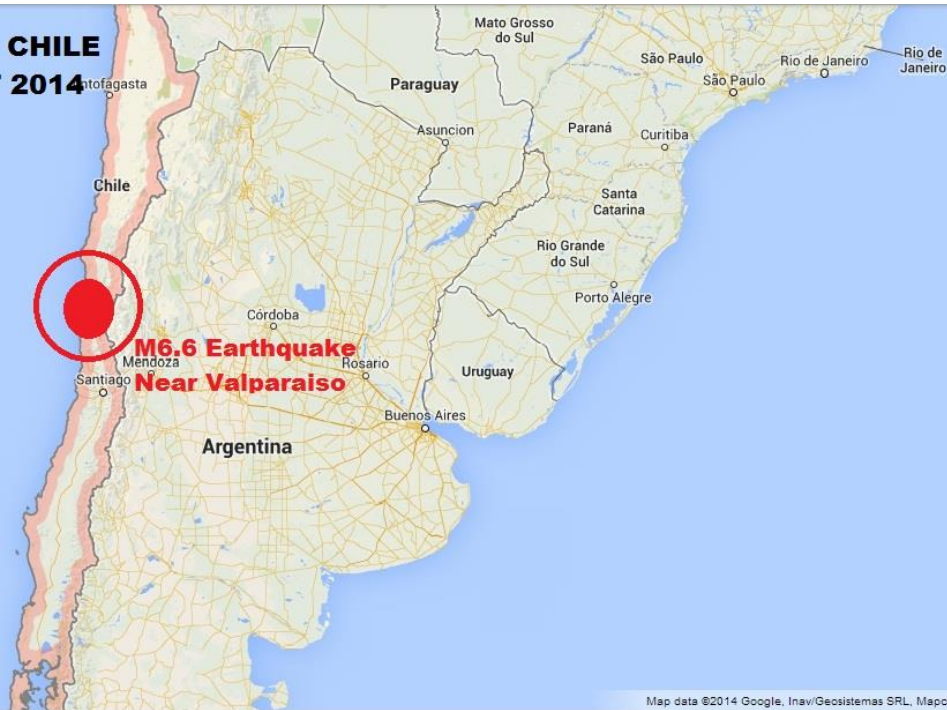 CHILE
2014
ntofagasta
Mato Grosso
do Sul
São Paulo
Rio de Janeiro
Rio de
Janeiro
São Paulo
Paraguay
Asuncion
Paraná
Curitiba
Chile
Santa
Catarina
Rio Grande
do Sul
Porto Alegre
Córdoba
M6.6 Earthquake
Near Valparaiso
Mendoza
Rosario
Santiago
Uruguay
Buenos Aires
Argentina
Map data ©2014 Google, Inav/Geosistemas SRL, Mapc